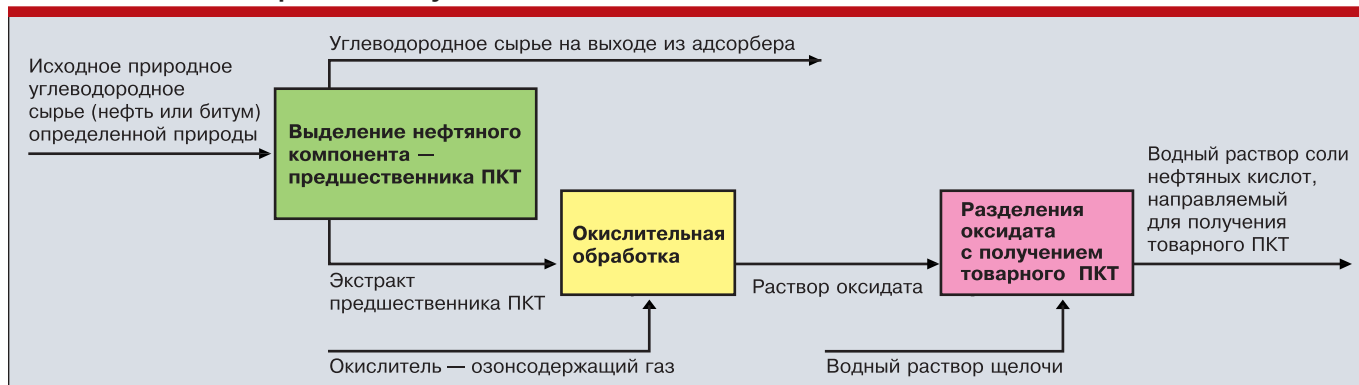 Углеводородное сырье на выходе из адсорбера
Исходное природное
углеводородное
сырье (нефть или битум)
определенной природы
Выделение нефтяного
компонента —
предшественника ПКТ
Экстракт
предшественника ПКТ
Окислительная
обработка
Окислитель — озонсодержащий газ
Раствор оксидата
Разделения
оксидата
с получением
товарного ПКТ
Водный раствор щелочи
Водный раствор соли
нефтяных кислот,
направляемый
для получения
товарного ПКТ